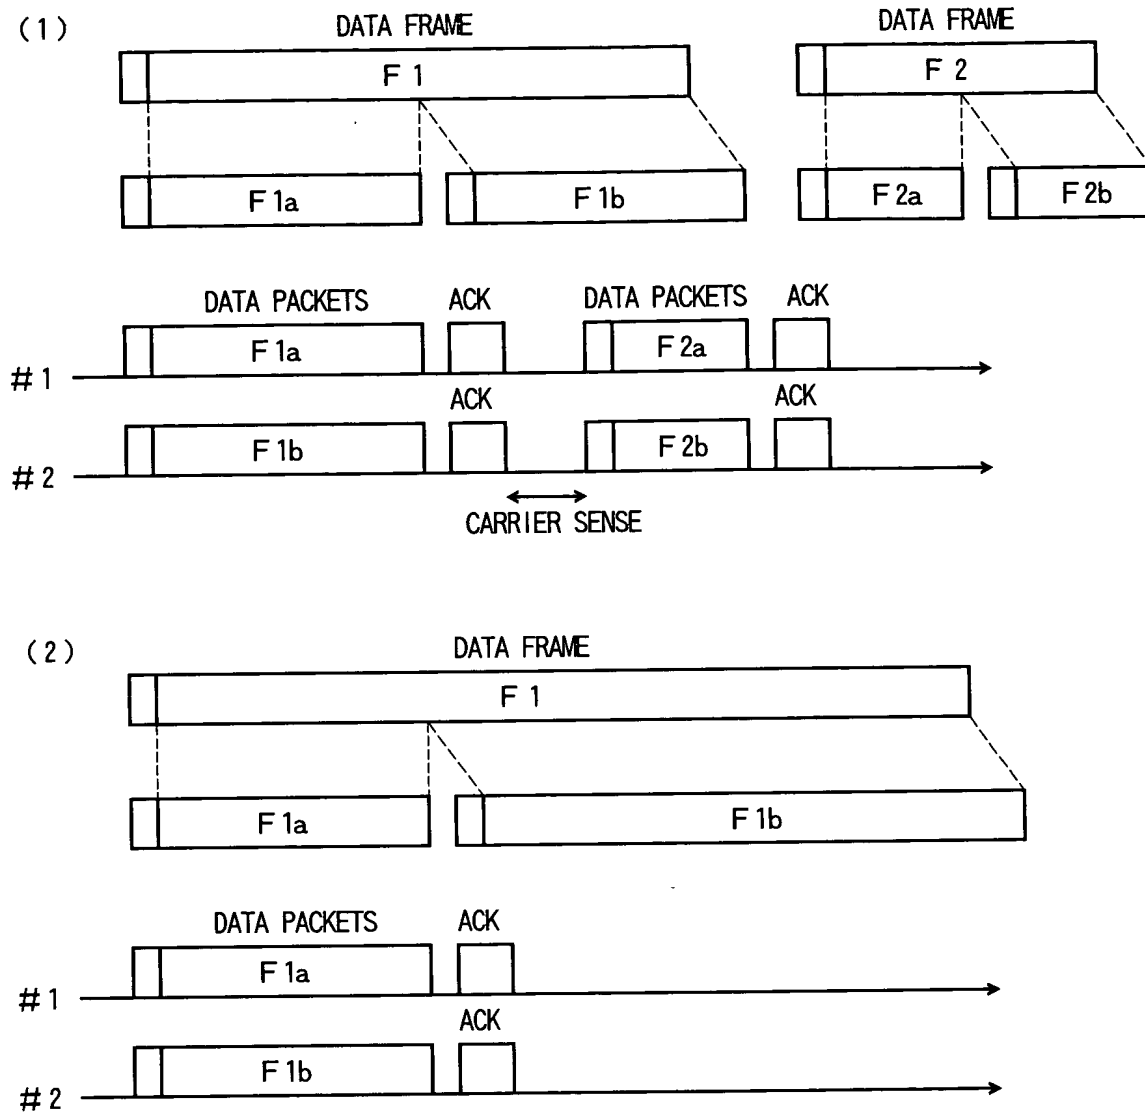 (1)
DATA FRAME
DATA FRAME
F 1
F 2
F 1a
F 1b
F 2a
F 2b
DATA PACKETS
ACK
DATA PACKETS
ACK
#1
F 1a
F 2a
ACK
ACK
#2
F 1b
F 2b
CARRIER SENSE
(2)
DATA FRAME
F 1
F 1a
F 1b
DATA PACKETS
ACK
#1
F 1a
ACK
#2
F 1b